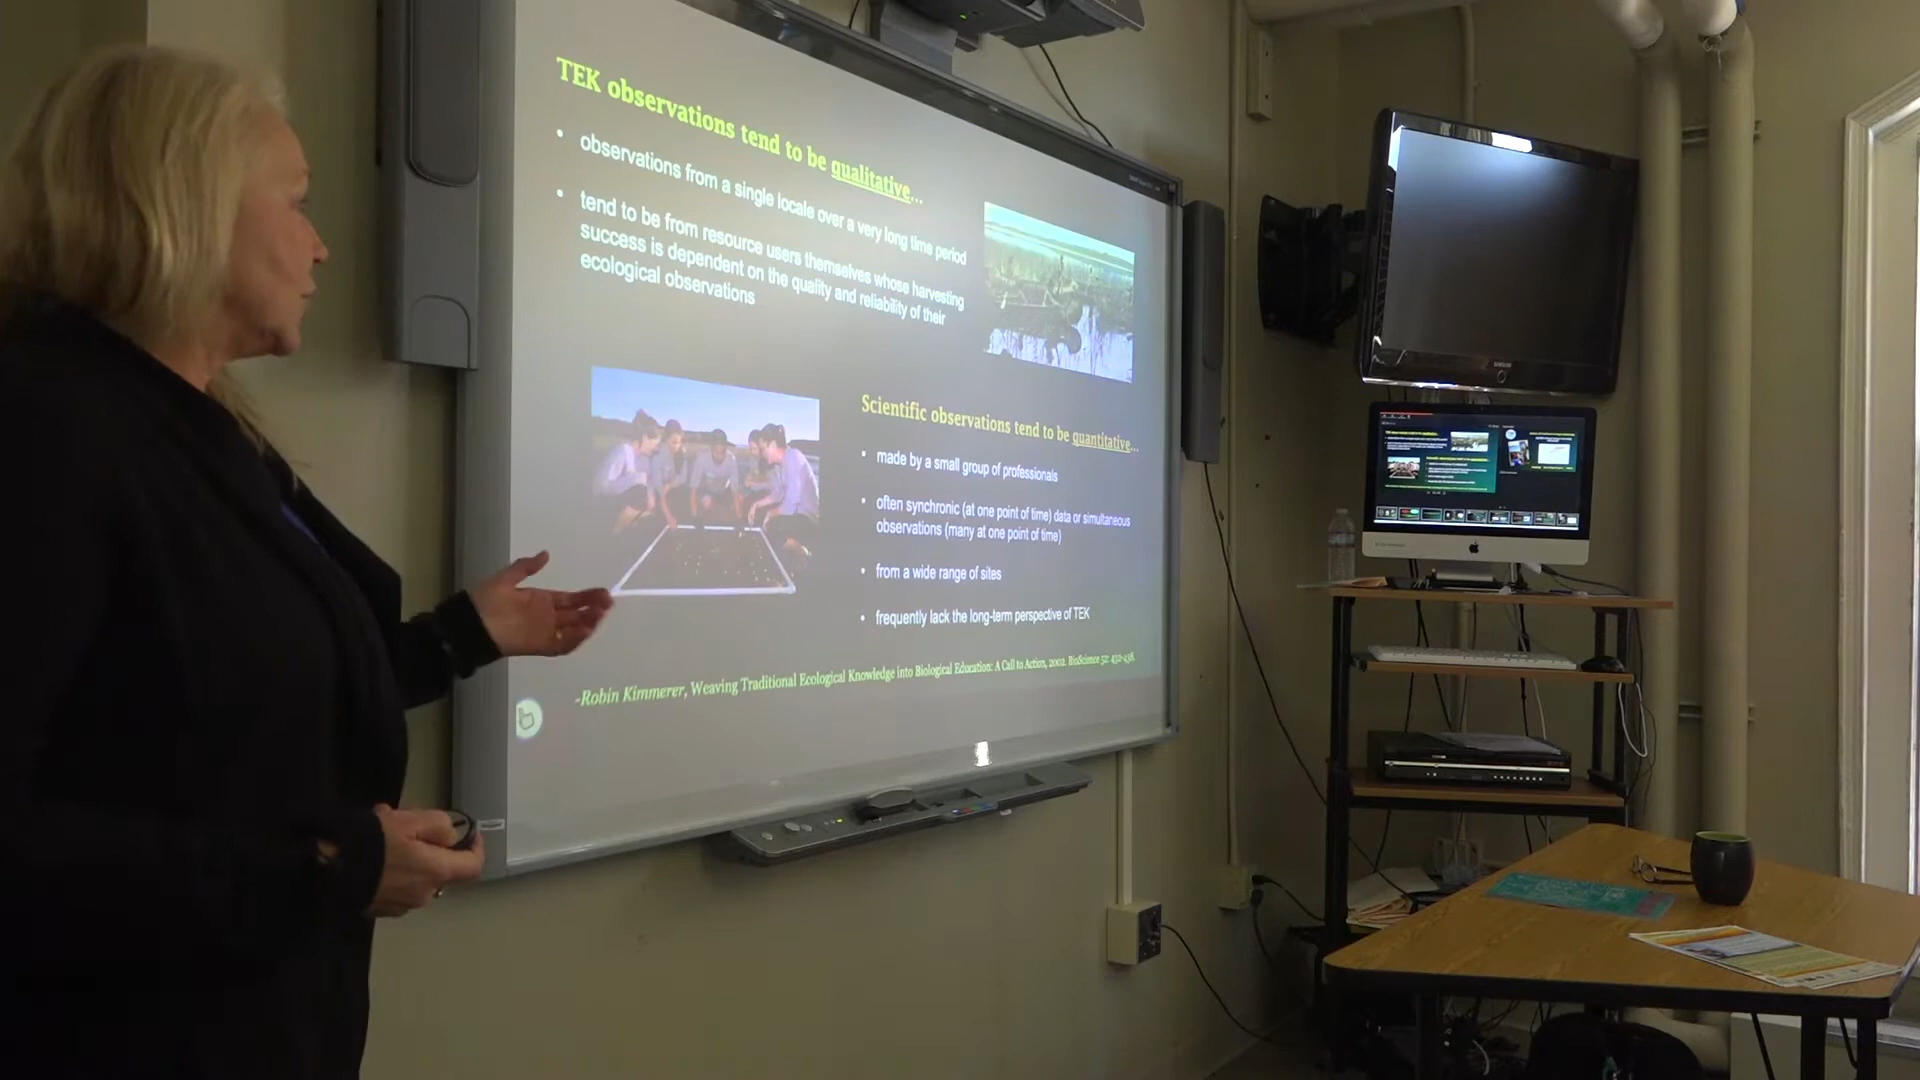 TEK observations tend to be qualitative...
• observations from a single locale over a very long time period
• tend to be from resource users themselves whose harvesting
success is dependent on the quality and reliability of their
ecological observations
Scientific observations tend to be quantitative...
• made by a small group of professionals
• often synchronic (at one point of time) data or simultaneous
observations (many at one point of time)
• from a wide range of sites
• frequently lack the long-term perspective of TEK
-Robin Kimmerer, Weaving Traditional Ecological Knowledge into Biological Education: A Call to Action, 2002. BioScience 52: 432-438.
SAMSUNG